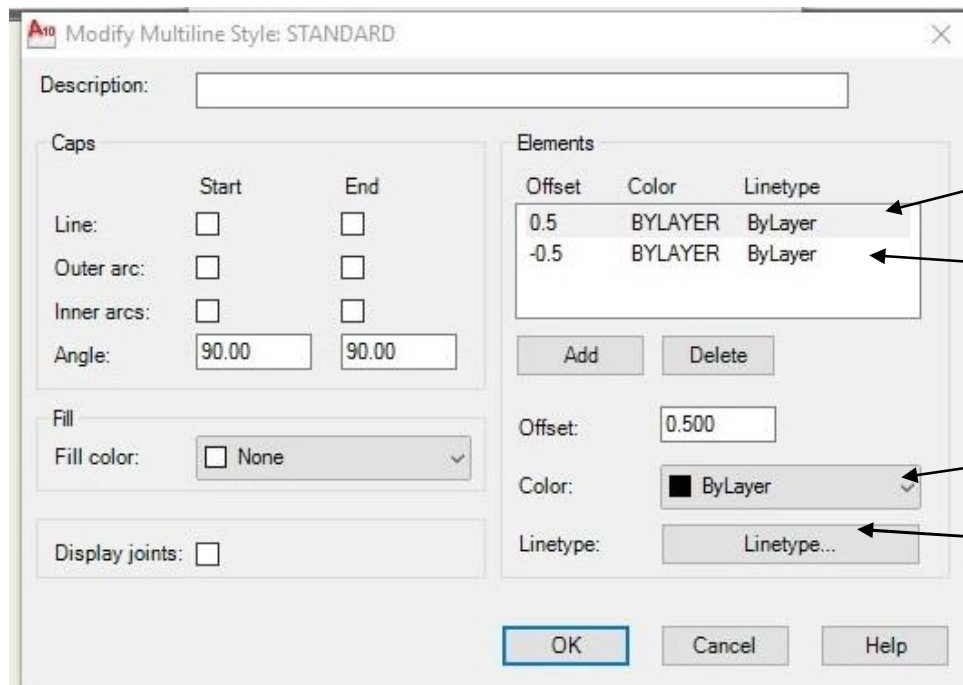 A10 Modify Multiline Style: STANDARD
Description:
Caps
Start End
Line:
Outer arc:
Inner arcs:
Angle: 90.00 90.00
Fill
Fill color: None
Display joints:
Elements
Offset Color Linetype
0.5 BYLAYER ByLayer
-0.5 BYLAYER ByLayer
Add Delete
Offset: 0.500
Color: ByLayer
Linetype: Linetype...
OK Cancel Help